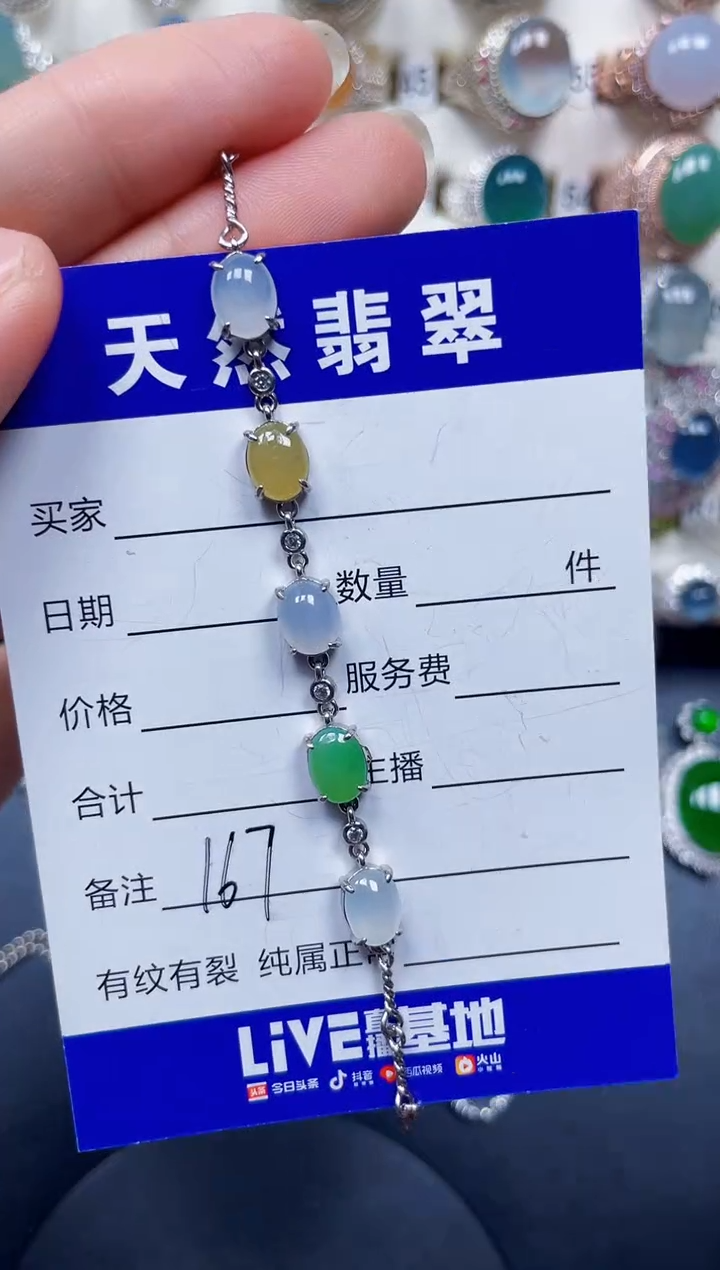 天然翡翠
买家
日期 数量 件
价格 服务费
合计 主播
备注 167
有纹有裂 纯属正常
LiVE直播基地
头条 今日头条 抖音 西瓜视频 火山